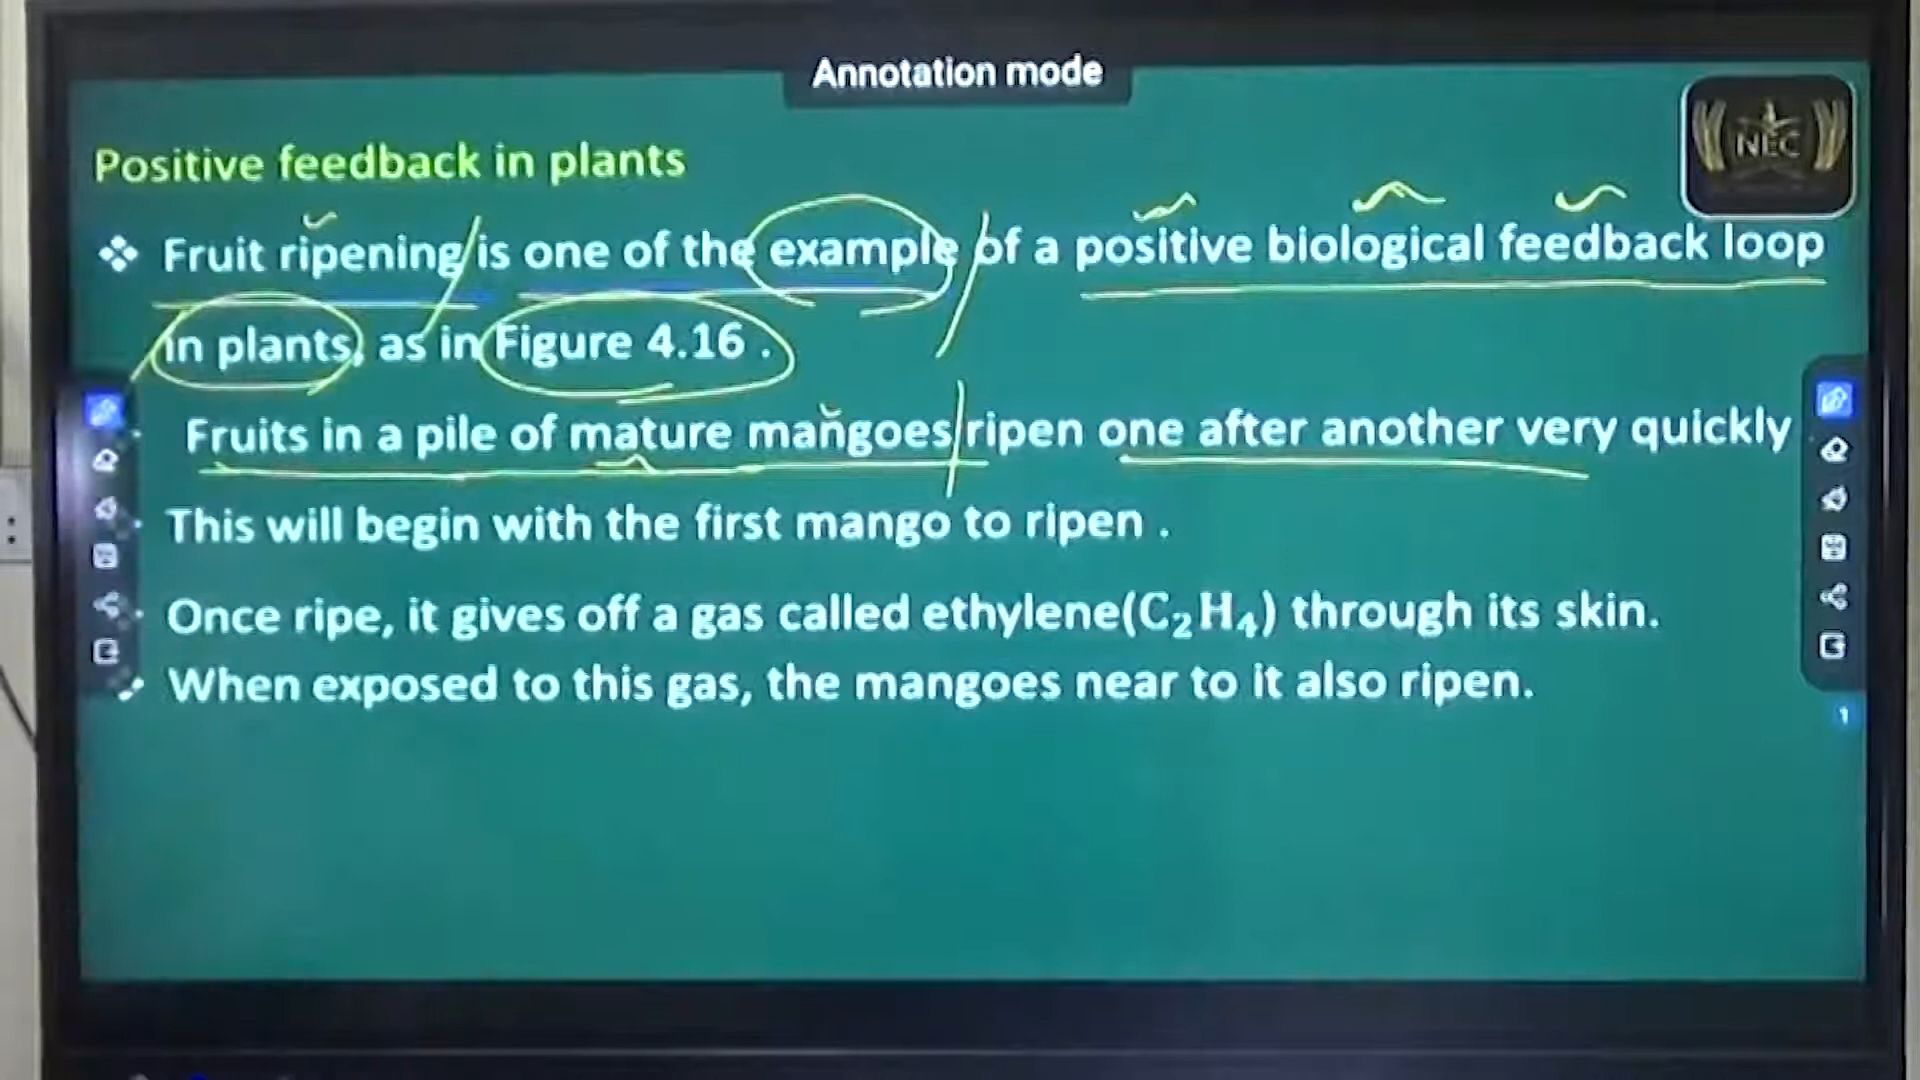 Annotation mode
NEC
Positive feedback in plants
❖ Fruit ripening is one of the example of a positive biological feedback loop
in plants, as in Figure 4.16 .
• Fruits in a pile of mature mangoes ripen one after another very quickly
• This will begin with the first mango to ripen .
• Once ripe, it gives off a gas called ethylene(C₂H₄) through its skin.
• When exposed to this gas, the mangoes near to it also ripen.
1